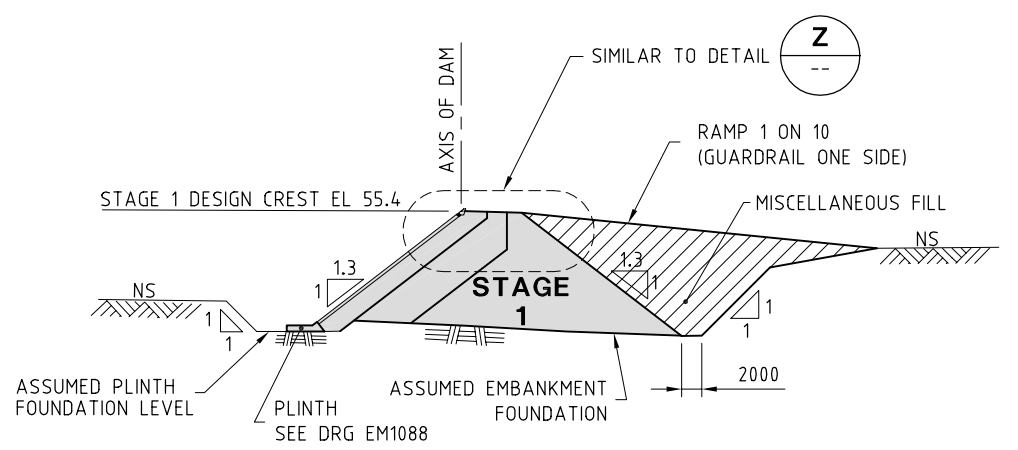 Z
--
SIMILAR TO DETAIL
AXIS OF DAM
RAMP 1 ON 10
(GUARDRAIL ONE SIDE)
STAGE 1 DESIGN CREST EL 55.4
MISCELLANEOUS FILL
NS
1.3
1
1.3
1
STAGE
1
NS
1
1
1
1
2000
ASSUMED PLINTH
FOUNDATION LEVEL
PLINTH
SEE DRG EM1088
ASSUMED EMBANKMENT
FOUNDATION